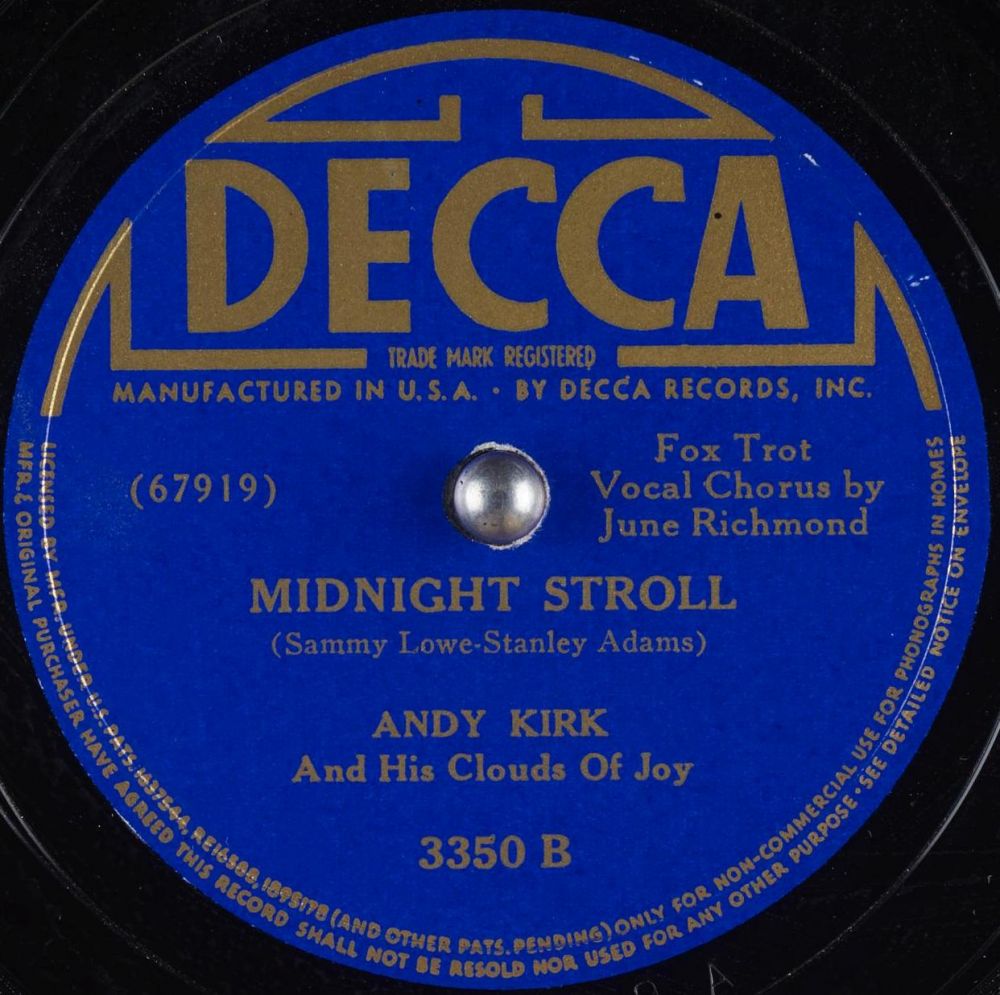 DECCA
TRADE MARK REGISTERED
MANUFACTURED IN U.S.A. · BY DECCA RECORDS, INC.
(67919)
Fox Trot
Vocal Chorus by
June Richmond
MIDNIGHT STROLL
(Sammy Lowe-Stanley Adams)
ANDY KIRK
And His Clouds Of Joy
3350 B
LICENSED BY MFR. UNDER U.S. PATS. 1637544, RE16588, 1895178 (AND OTHER PATS. PENDING) ONLY FOR NON-COMMERCIAL USE FOR PHONOGRAPHS IN HOMES
MFR. & ORIGINAL PURCHASER HAVE AGREED THIS RECORD SHALL NOT BE RESOLD NOR USED FOR ANY OTHER PURPOSE · SEE DETAILED NOTICE ON ENVELOPE